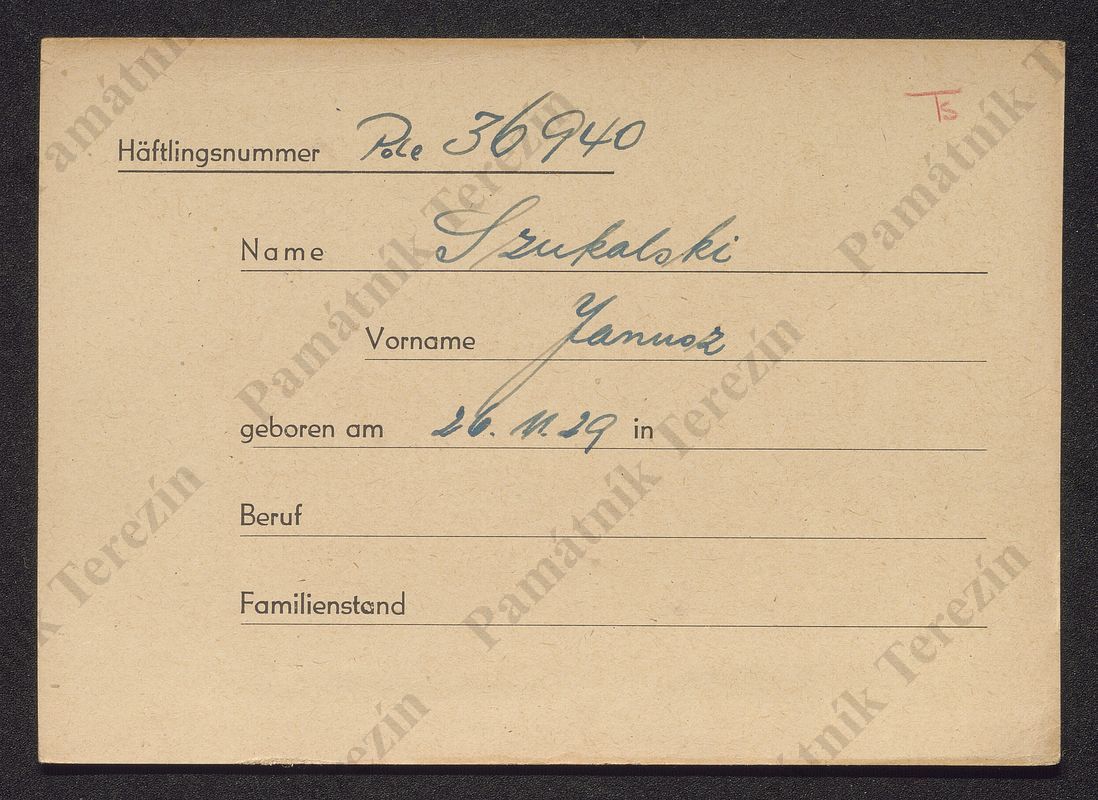 Ts
Häftlingsnummer Pole 36940
Name Szukalski
Vorname Janusz
geboren am 26. 11. 29 in
Beruf
Familienstand
Památník Terezín